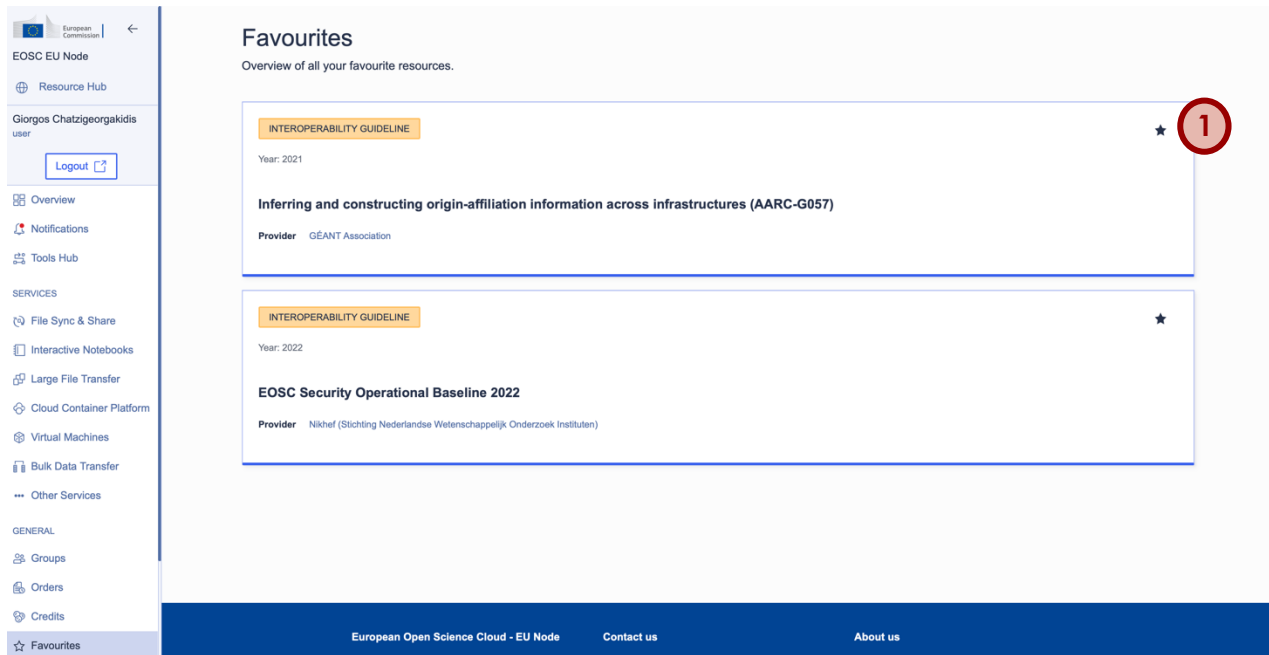 European
Commission
EOSC EU Node
Resource Hub
Giorgos Chatzigeorgakidis
user
Logout
Overview
Notifications
Tools Hub
SERVICES
File Sync & Share
Interactive Notebooks
Large File Transfer
Cloud Container Platform
Virtual Machines
Bulk Data Transfer
Other Services
GENERAL
Groups
Orders
Credits
Favourites
Favourites
Overview of all your favourite resources.
INTEROPERABILITY GUIDELINE
1
Year: 2021
Inferring and constructing origin-affiliation information across infrastructures (AARC-G057)
Provider GÉANT Association
INTEROPERABILITY GUIDELINE
Year: 2022
EOSC Security Operational Baseline 2022
Provider Nikhef (Stichting Nederlandse Wetenschappelijk Onderzoek Instituten)
European Open Science Cloud - EU Node Contact us About us